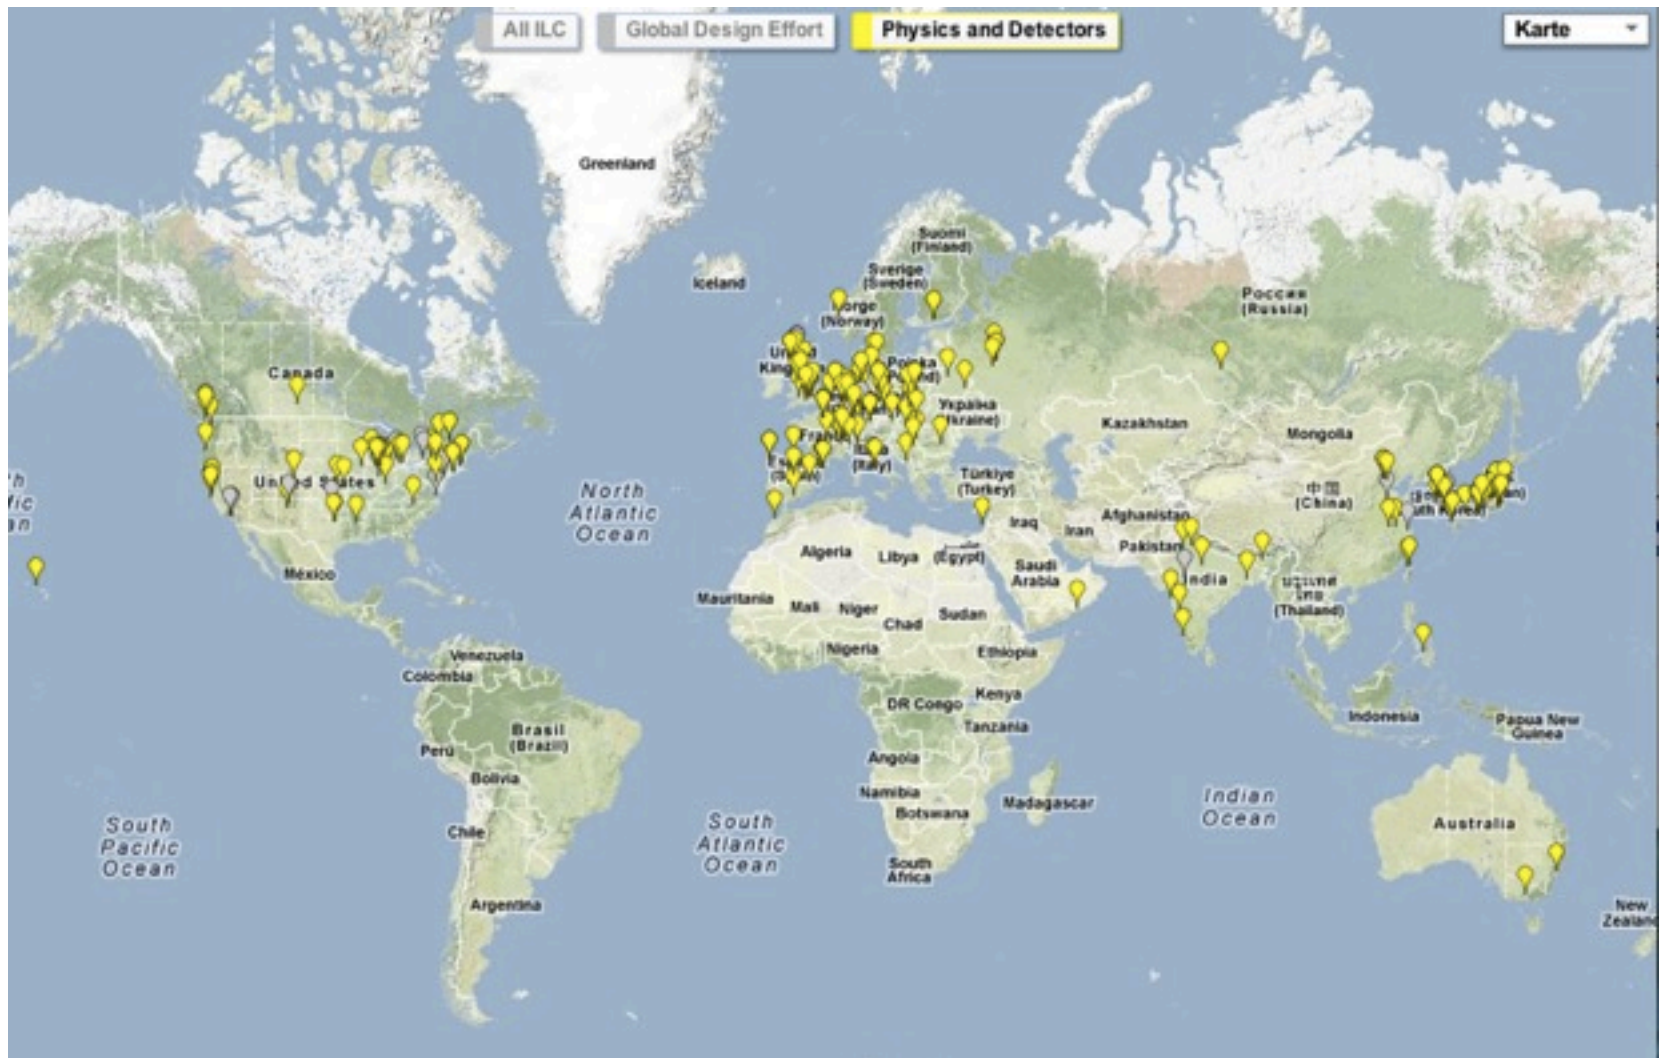 All ILC
Global Design Effort
Physics and Detectors
Karte
Greenland
Suomi
(Finland)
Iceland
Sverige
(Sweden)
Россия
(Russia)
(Norway)
Canada
Україна
Kazakhstan
Mongolia
(Italy)
Türkiye
(Turkey)
中国
(China)
North
Atlantic
Ocean
Iraq
Iran
Afghanistan
Pakistan
Algeria
Libya
(Egypt)
Saudi
Arabia
México
(Thailand)
Mauritania
Mali
Niger
Chad
Sudan
Nigeria
Ethiopia
Venezuela
Colombia
DR Congo
Kenya
Tanzania
Indonesia
Papua New
Guinea
Brasil
(Brazil)
Perú
Bolivia
Angola
Namibia
Botswana
Madagascar
Indian
Ocean
South
Pacific
Ocean
Chile
South
Atlantic
Ocean
Australia
South
Africa
Argentina
New